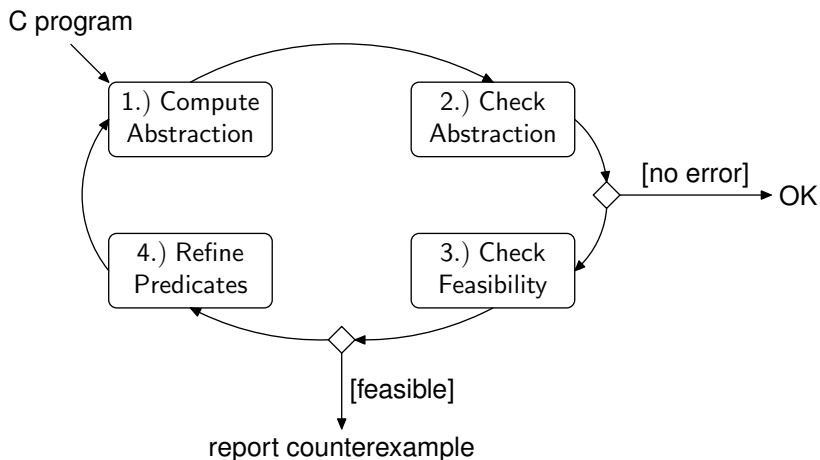 C program
1.) Compute
Abstraction
2.) Check
Abstraction
[no error]
OK
4.) Refine
Predicates
3.) Check
Feasibility
[feasible]
report counterexample